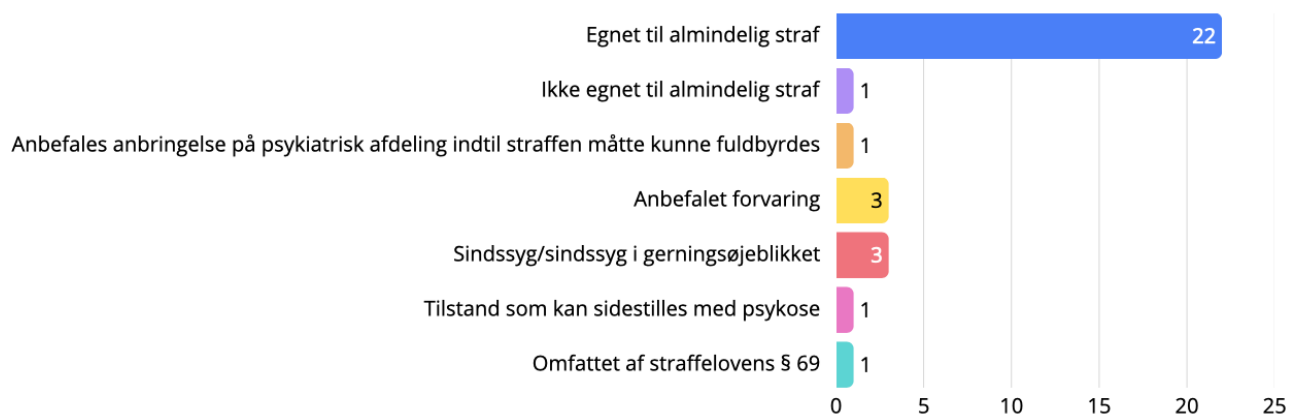 Egnet til almindelig straf 22
Ikke egnet til almindelig straf 1
Anbefales anbringelse på psykiatrisk afdeling indtil straffen måtte kunne fuldbyrdes 1
Anbefalet forvaring 3
Sindssyg/sindssyg i gerningsøjeblikket 3
Tilstand som kan sidestilles med psykose 1
Omfattet af straffelovens § 69 1
0 5 10 15 20 25